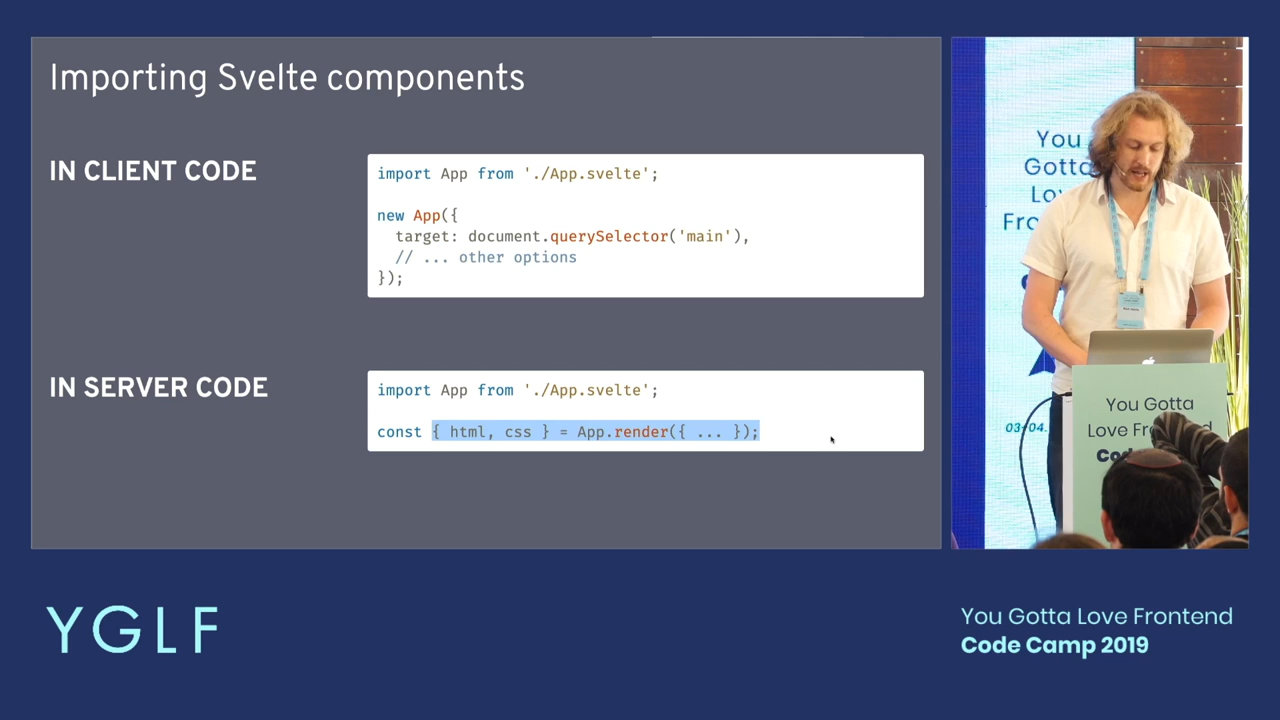 Importing Svelte components
IN CLIENT CODE
import App from './App.svelte';
new App({
target: document.querySelector('main'),
// ... other options
});
IN SERVER CODE
import App from './App.svelte';
const { html, css } = App.render({ ... });
You
Gotta
Lov
Fro
You Gotta
Love Fr d
Cod
03-04.
YGLF
You Gotta Love Frontend
Code Camp 2019